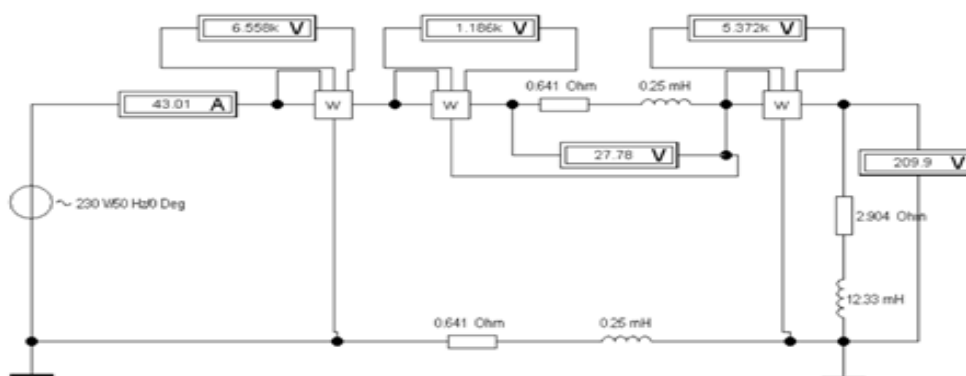 6.558k V
1.186k V
5.372k V
0.641 Ohm
0.25 mH
43.01 A
W
W
W
27.78 V
209.9 V
~ 230 V/50 Hz/0 Deg
2.904 Ohm
12.33 mH
0.641 Ohm
0.25 mH